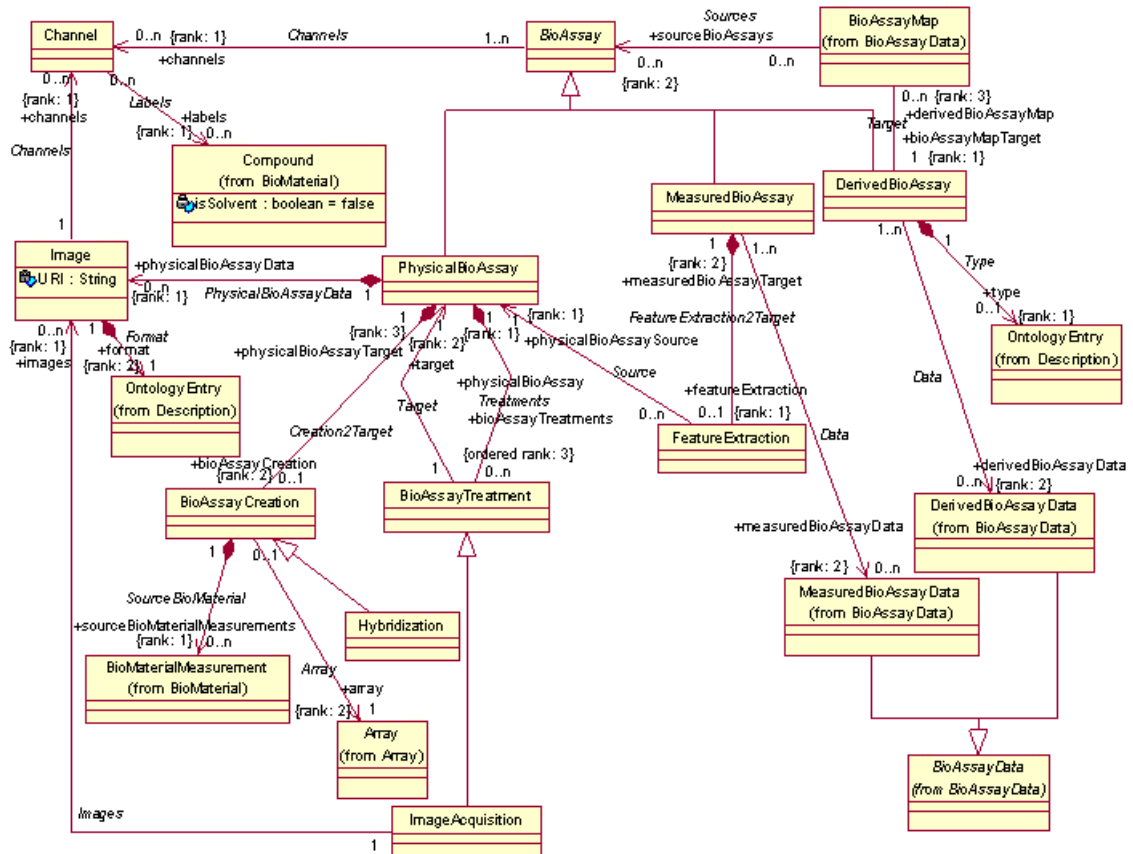 Channel
0..n
{rank: 1}
+channels
Channels
1..n
BioAssay
Sources
+sourceBioAssays
0..n
0..n
{rank: 2}
BioAssayMap
(from BioAssayData)
0..n
{rank: 1}
+channels
Channels
1
0..n
Labels
+labels
{rank: 1}
0..n
Compound
(from BioMaterial)
isSolvent : boolean = false
0..n {rank: 3}
+derivedBioAssayMap
Target
+bioAssayMapTarget
1 {rank: 1}
MeasuredBioAssay
DerivedBioAssay
Image
URI : String
+physicalBioAssayData
0..n
{rank: 1}
PhysicalBioAssayData
1
PhysicalBioAssay
1
{rank: 2}
+measuredBioAssayTarget
FeatureExtraction2Target
1..n
1..n
1
Type
+type
0..1
{rank: 1}
OntologyEntry
(from Description)
0..n
{rank: 1}
+images
1
Format
+format
{rank: 2}
1
OntologyEntry
(from Description)
1
{rank: 3}
+physicalBioAssayTarget
1
{rank: 2}
+target
Target
1
{rank: 1}
+physicalBioAssay
Treatments
+bioAssayTreatments
{ordered rank: 3}
0..n
1
1
{rank: 1}
+physicalBioAssaySource
Source
0..n
+featureExtraction
0..1
{rank: 1}
FeatureExtraction
Data
Data
Creation2Target
+bioAssayCreation
{rank: 2}
0..1
BioAssayCreation
BioAssayTreatment
+derivedBioAssayData
0..n
{rank: 2}
DerivedBioAssayData
(from BioAssayData)
+measuredBioAssayData
{rank: 2}
0..n
MeasuredBioAssayData
(from BioAssayData)
1
0..1
SourceBioMaterial
+sourceBioMaterialMeasurements
{rank: 1}
0..n
BioMaterialMeasurement
(from BioMaterial)
Hybridization
Array
+array
{rank: 2}
1
Array
(from Array)
BioAssayData
(from BioAssayData)
Images
1
ImageAcquisition